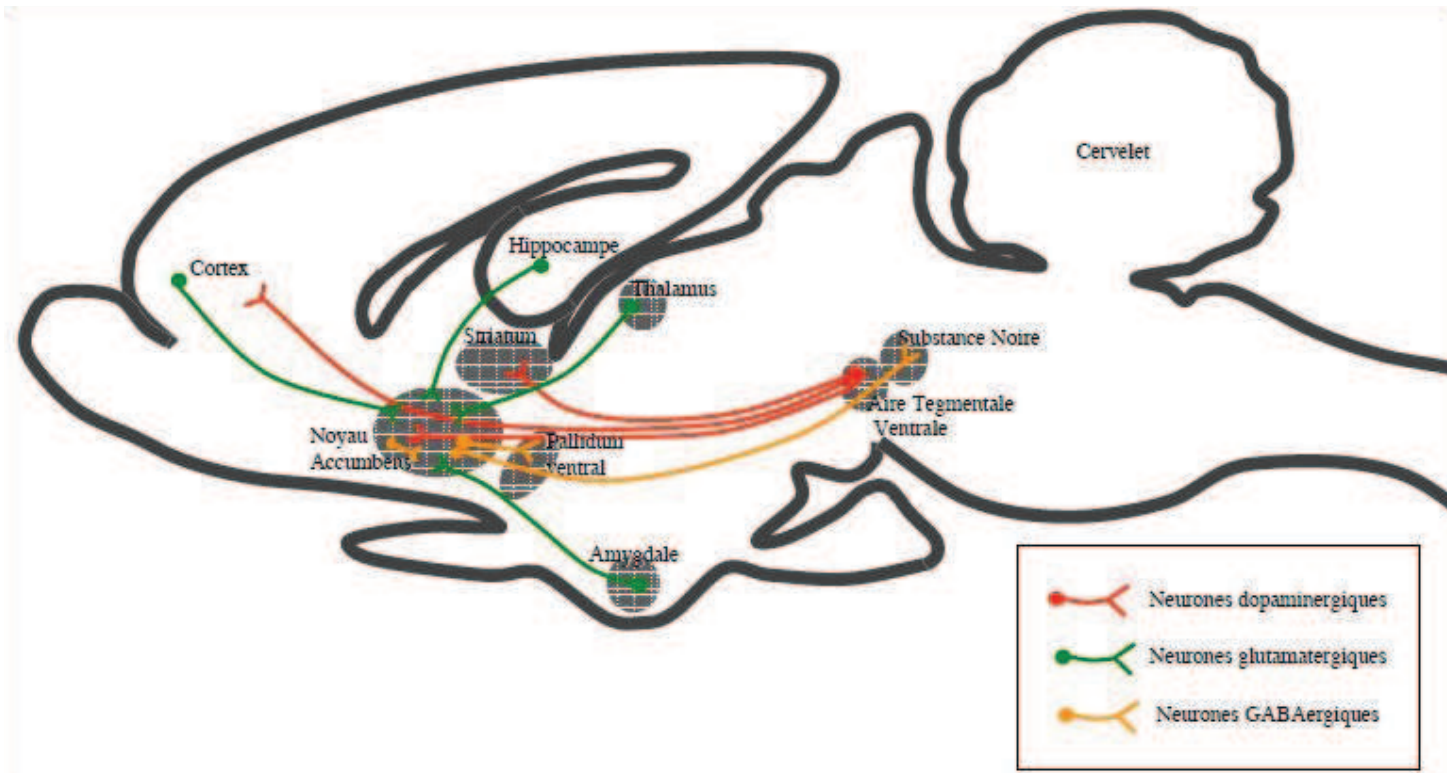 Cervelet
Hippocampe
Cortex
Thalamus
Striatum
Substance Noire
Aire Tegmentale
Ventrale
Noyau
Accumbens
Pallidum
ventral
Amygdale
Neurones dopaminergiques
Neurones glutamatergiques
Neurones GABAergiques